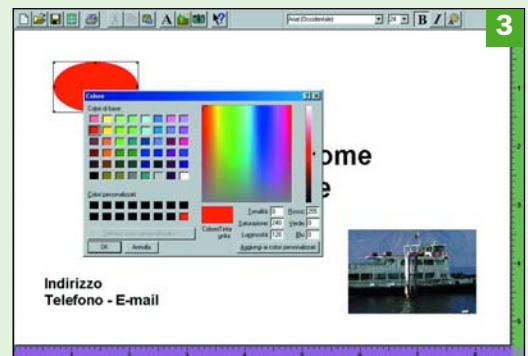 Arial (Occidentale)
24
B
I
3
Colore
Colori di base:
Colori personalizzati:
Tonalità: 0
Rosso: 255
Saturazione: 240
Verde: 0
Colore|Tinta unita
Luminosità: 120
Blu: 0
OK
Annulla
Aggiungi ai colori personalizzati
ome
e
Indirizzo
Telefono - E-mail